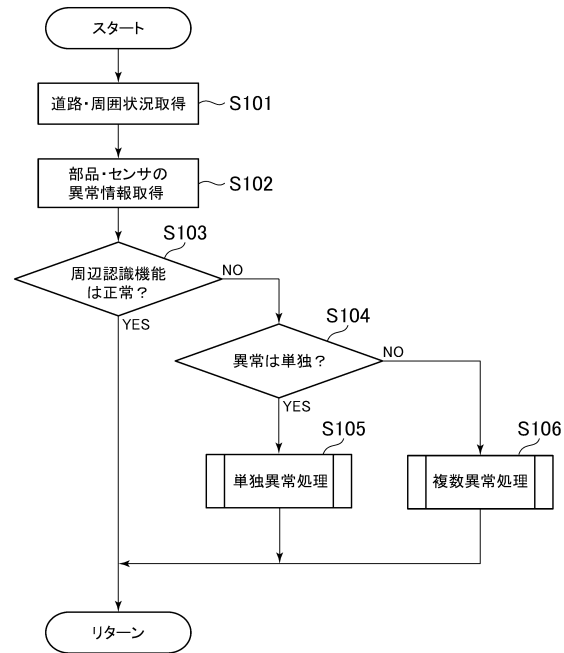 スタート
道路・周囲状況取得
S101
部品・センサの
異常情報取得
S102
S103
周辺認識機能
は正常？
NO
YES
S104
異常は単独？
NO
YES
S105
単独異常処理
S106
複数異常処理
リターン